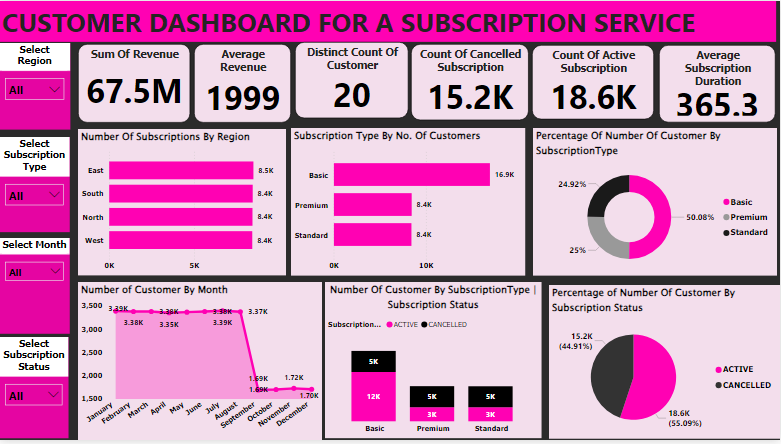 CUSTOMER DASHBOARD FOR A SUBSCRIPTION SERVICE
Select
Region
All
Select
Subscription
Type
All
Select Month
All
Select
Subscription
Status
All
Sum Of Revenue
67.5M
Average
Revenue
1999
Distinct Count Of
Customer
20
Count Of Cancelled
Subscription
15.2K
Count Of Active
Subscription
18.6K
Average
Subscription
Duration
365.3
Number Of Subscriptions By Region
East
8.5K
South
8.4K
North
8.4K
West
8.4K
0K
5K
Subscription Type By No. Of Customers
Basic
16.9K
Premium
8.4K
Standard
8.4K
0K
10K
Percentage Of Number Of Customer By
SubscriptionType
24.92%
50.08%
25%
Basic
Premium
Standard
Number of Customer By Month
3,500
3,000
2,500
2,000
1,500
3.39K
3.38K
3.38K
3.35K
3.39K
3.37K
1.69K
1.69K
1.72K
1.70K
January
February
March
April
May
June
July
August
September
October
November
December
Number Of Customer By SubscriptionType |
Subscription Status
Subscription...
ACTIVE
CANCELLED
5K
12K
5K
3K
5K
3K
Basic
Premium
Standard
Percentage of Number Of Customer By
Subscription Status
15.2K
(44.91%)
18.6K
(55.09%)
ACTIVE
CANCELLED